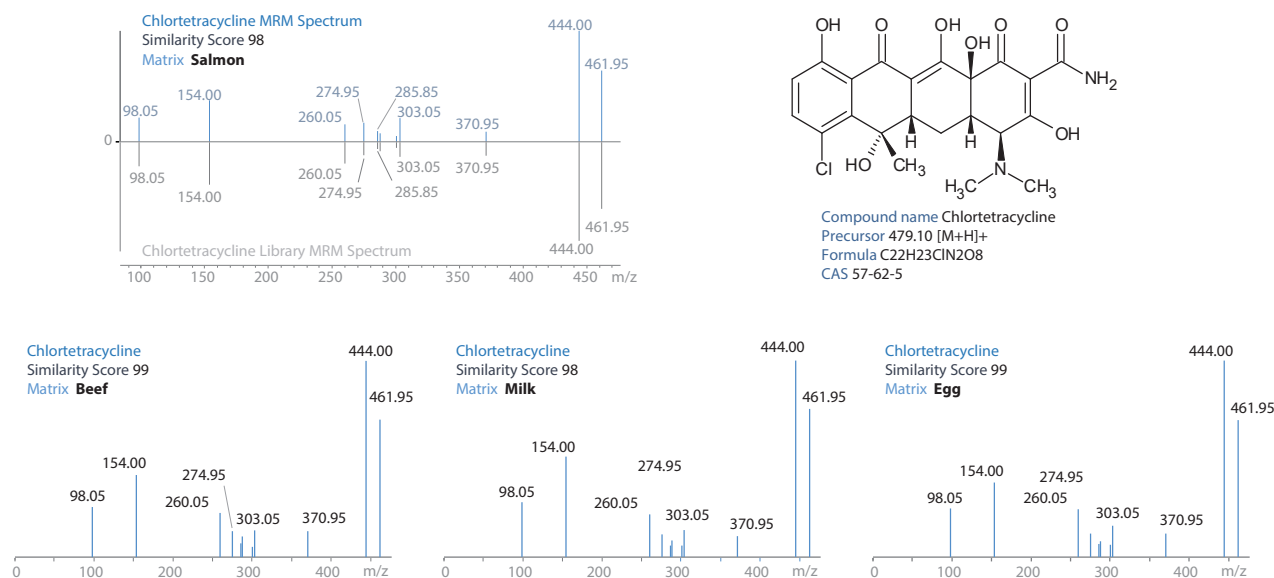 Chlortetracycline MRM Spectrum
Similarity Score 98
Matrix Salmon
444.00
461.95
98.05
154.00
260.05
274.95
285.85
303.05
370.95
0
98.05
154.00
260.05
274.95
285.85
303.05
370.95
461.95
444.00
Chlortetracycline Library MRM Spectrum
100 150 200 250 300 350 400 450 m/z
OH O OH OH O O
NH2
OH
Cl HO CH3 H H N
H3C CH3
Compound name Chlortetracycline
Precursor 479.10 [M+H]+
Formula C22H23ClN2O8
CAS 57-62-5
Chlortetracycline
Similarity Score 99
Matrix Beef
444.00
461.95
154.00
98.05
274.95
260.05
303.05
370.95
0 100 200 300 400 m/z
Chlortetracycline
Similarity Score 98
Matrix Milk
444.00
461.95
154.00
98.05
274.95
260.05
303.05
370.95
0 100 200 300 400 m/z
Chlortetracycline
Similarity Score 99
Matrix Egg
444.00
461.95
154.00
98.05
274.95
260.05
303.05
370.95
0 100 200 300 400 m/z